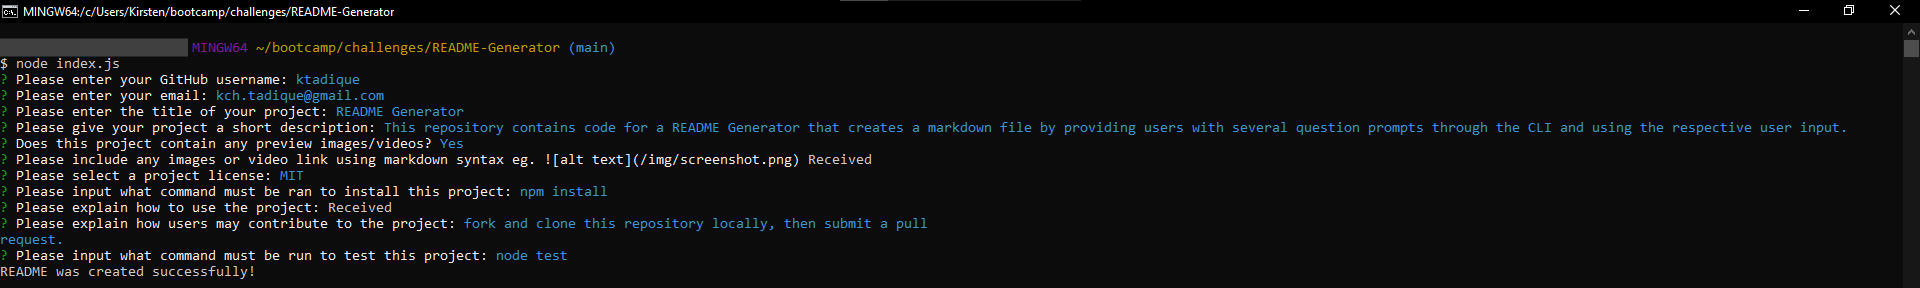 MINGW64:/c/Users/Kirsten/bootcamp/challenges/README-Generator
MINGW64 ~/bootcamp/challenges/README-Generator (main)
$ node index.js
? Please enter your GitHub username: ktadique
? Please enter your email: kch.tadique@gmail.com
? Please enter the title of your project: README Generator
? Please give your project a short description: This repository contains code for a README Generator that creates a markdown file by providing users with several question prompts through the CLI and using the respective user input.
? Does this project contain any preview images/videos? Yes
? Please include any images or video link using markdown syntax eg. ![alt text](/img/screenshot.png) Received
? Please select a project license: MIT
? Please input what command must be ran to install this project: npm install
? Please explain how to use the project: Received
? Please explain how users may contribute to the project: fork and clone this repository locally, then submit a pull
request.
? Please input what command must be run to test this project: node test
README was created successfully!